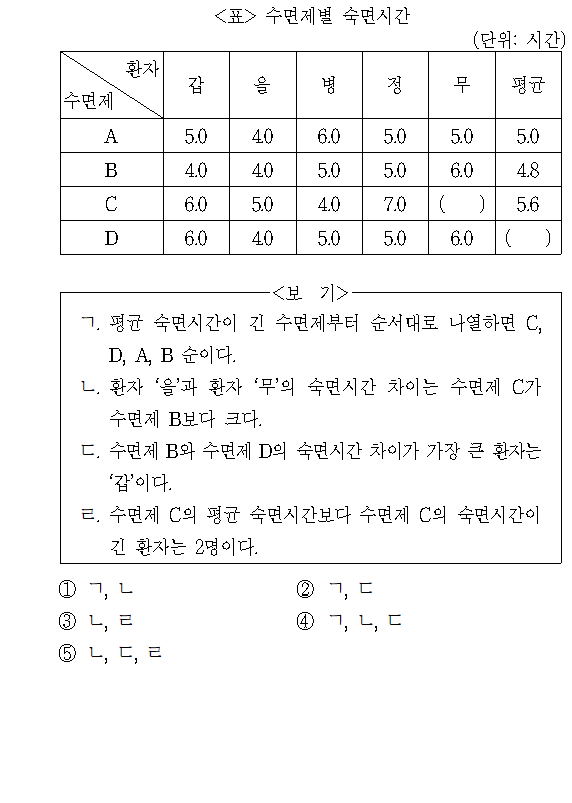 <표> 수면제별 숙면시간
(단위: 시간)
환자
수면제 갑 을 병 정 무 평균
A 5.0 4.0 6.0 5.0 5.0 5.0
B 4.0 4.0 5.0 5.0 6.0 4.8
C 6.0 5.0 4.0 7.0 ( ) 5.6
D 6.0 4.0 5.0 5.0 6.0 ( )
<보 기>
ㄱ. 평균 숙면시간이 긴 수면제부터 순서대로 나열하면 C,
D, A, B 순이다.
ㄴ. 환자 ‘을’과 환자 ‘무’의 숙면시간 차이는 수면제 C가
수면제 B보다 크다.
ㄷ. 수면제 B와 수면제 D의 숙면시간 차이가 가장 큰 환자는
‘갑’이다.
ㄹ. 수면제 C의 평균 숙면시간보다 수면제 C의 숙면시간이
긴 환자는 2명이다.
① ㄱ, ㄴ ② ㄱ, ㄷ
③ ㄴ, ㄹ ④ ㄱ, ㄴ, ㄷ
⑤ ㄴ, ㄷ, ㄹ